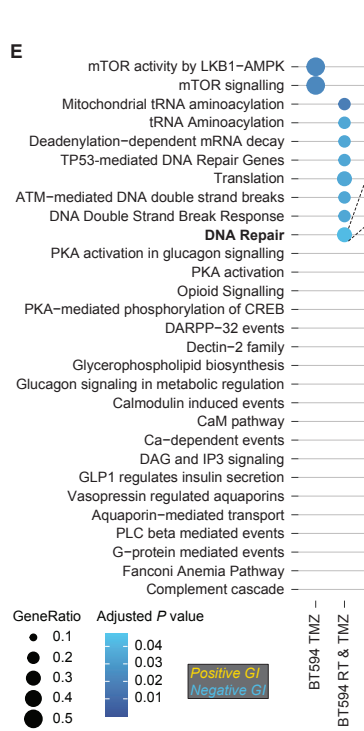 E
mTOR activity by LKB1−AMPK
mTOR signalling
Mitochondrial tRNA aminoacylation
tRNA Aminoacylation
Deadenylation−dependent mRNA decay
TP53-mediated DNA Repair Genes
Translation
ATM−mediated DNA double strand breaks
DNA Double Strand Break Response
DNA Repair
PKA activation in glucagon signalling
PKA activation
Opioid Signalling
PKA−mediated phosphorylation of CREB
DARPP−32 events
Dectin−2 family
Glycerophospholipid biosynthesis
Glucagon signaling in metabolic regulation
Calmodulin induced events
CaM pathway
Ca−dependent events
DAG and IP3 signaling
GLP1 regulates insulin secretion
Vasopressin regulated aquaporins
Aquaporin−mediated transport
PLC beta mediated events
G−protein mediated events
Fanconi Anemia Pathway
Complement cascade
BT594 TMZ
BT594 RT & TMZ
GeneRatio
0.1
0.2
0.3
0.4
0.5
Adjusted P value
0.04
0.03
0.02
0.01
Positive GI
Negative GI